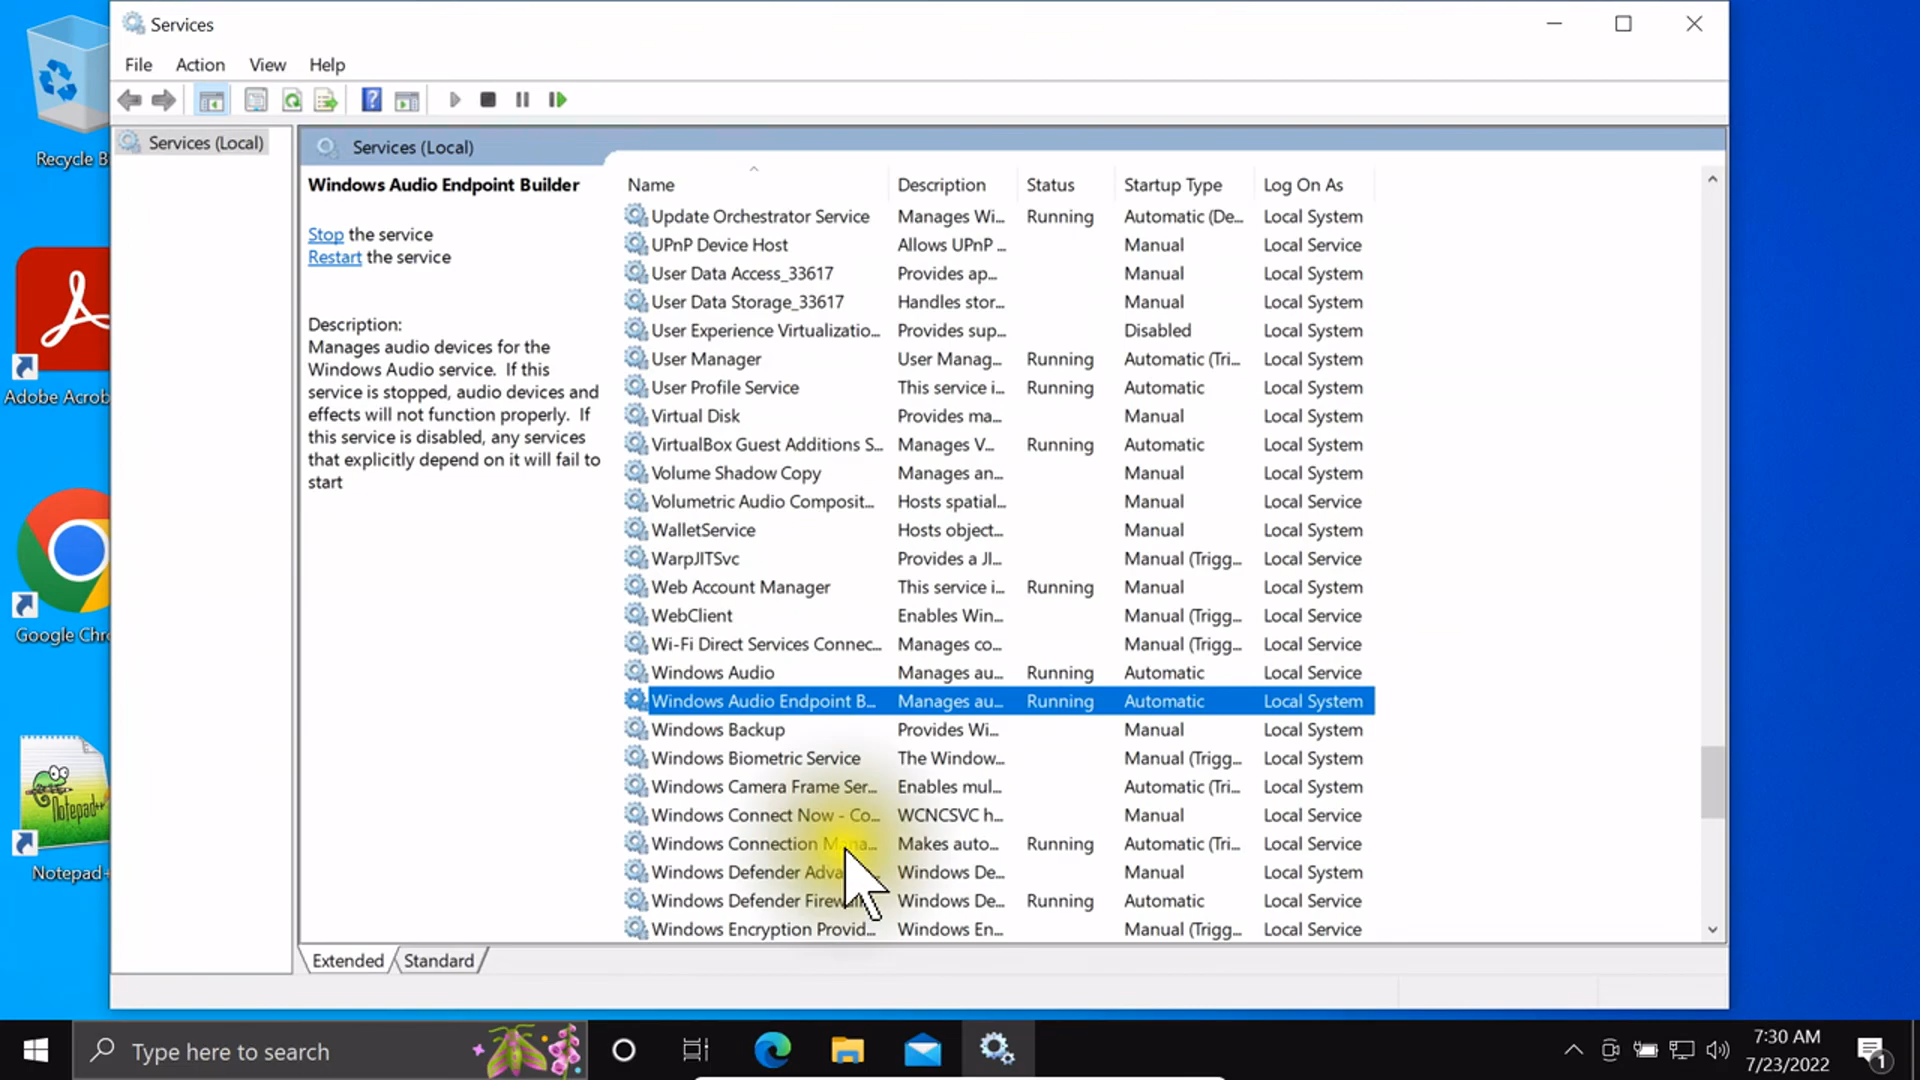 Services
File Action View Help
Services (Local)
Services (Local)
Windows Audio Endpoint Builder
Stop the service
Restart the service
Description:
Manages audio devices for the
Windows Audio service. If this
service is stopped, audio devices and
effects will not function properly. If
this service is disabled, any services
that explicitly depend on it will fail to
start
Name Description Status Startup Type Log On As
Update Orchestrator Service Manages Wi... Running Automatic (De... Local System
UPnP Device Host Allows UPnP ... Manual Local Service
User Data Access_33617 Provides ap... Manual Local System
User Data Storage_33617 Handles stor... Manual Local System
User Experience Virtualizatio... Provides sup... Disabled Local System
User Manager User Manag... Running Automatic (Tri... Local System
User Profile Service This service i... Running Automatic Local System
Virtual Disk Provides ma... Manual Local System
VirtualBox Guest Additions S... Manages V... Running Automatic Local System
Volume Shadow Copy Manages an... Manual Local System
Volumetric Audio Composit... Hosts spatial... Manual Local Service
WalletService Hosts object... Manual Local System
WarpJITSvc Provides a JI... Manual (Trigg... Local Service
Web Account Manager This service i... Running Manual Local System
WebClient Enables Win... Manual (Trigg... Local Service
Wi-Fi Direct Services Connec... Manages co... Manual (Trigg... Local Service
Windows Audio Manages au... Running Automatic Local Service
Windows Audio Endpoint B... Manages au... Running Automatic Local System
Windows Backup Provides Wi... Manual Local System
Windows Biometric Service The Window... Manual (Trigg... Local System
Windows Camera Frame Ser... Enables mul... Automatic (Tri... Local System
Windows Connect Now - Co... WCNCSVC h... Manual Local Service
Windows Connection Mana... Makes auto... Running Automatic (Tri... Local Service
Windows Defender Windows De... Manual Local System
Windows Defender Windows De... Running Automatic Local Service
Windows Encryption Provid... Windows En... Manual (Trigg... Local Service
Extended Standard
Recycle B
Adobe Acrob
Google Chro
Notepad++
Notepad+
Type here to search
7:30 AM
7/23/2022
1